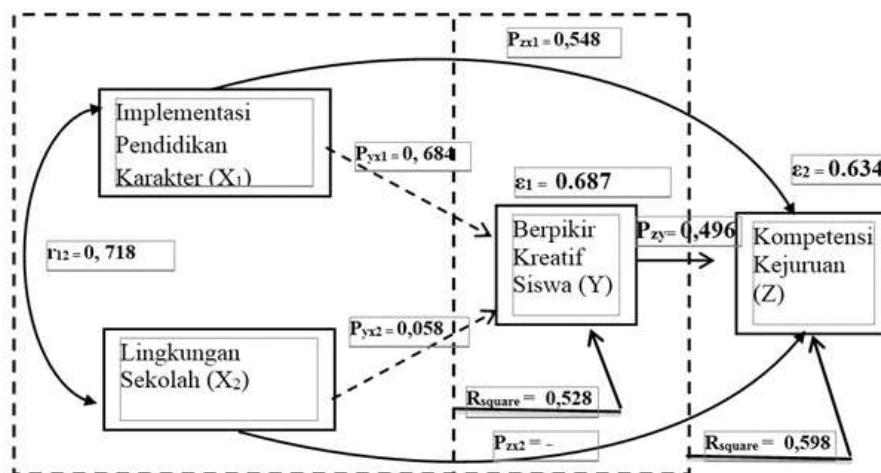 Pzx1 = 0,548
Implementasi
Pendidikan
Karakter (X1)
Pyx1 = 0, 684
ε1 = 0.687
ε2 = 0.634
Berpikir
Kreatif
Siswa (Y)
Pzy= 0,496
Kompetensi
Kejuruan
(Z)
r12 = 0, 718
Pyx2 = 0,058
Lingkungan
Sekolah (X2)
Rsquare = 0,528
Pzx2 = -
Rsquare = 0,598